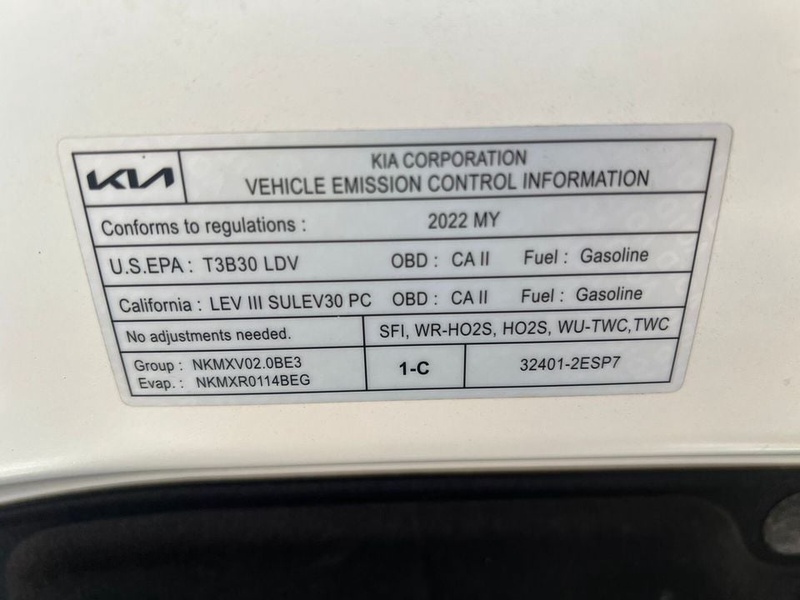 KIA
KIA CORPORATION
VEHICLE EMISSION CONTROL INFORMATION
Conforms to regulations : 2022 MY
U.S.EPA : T3B30 LDV OBD : CA II Fuel : Gasoline
California : LEV III SULEV30 PC OBD : CA II Fuel : Gasoline
No adjustments needed. SFI, WR-HO2S, HO2S, WU-TWC,TWC
Group : NKMXV02.0BE3
Evap. : NKMXR0114BEG
1-C
32401-2ESP7